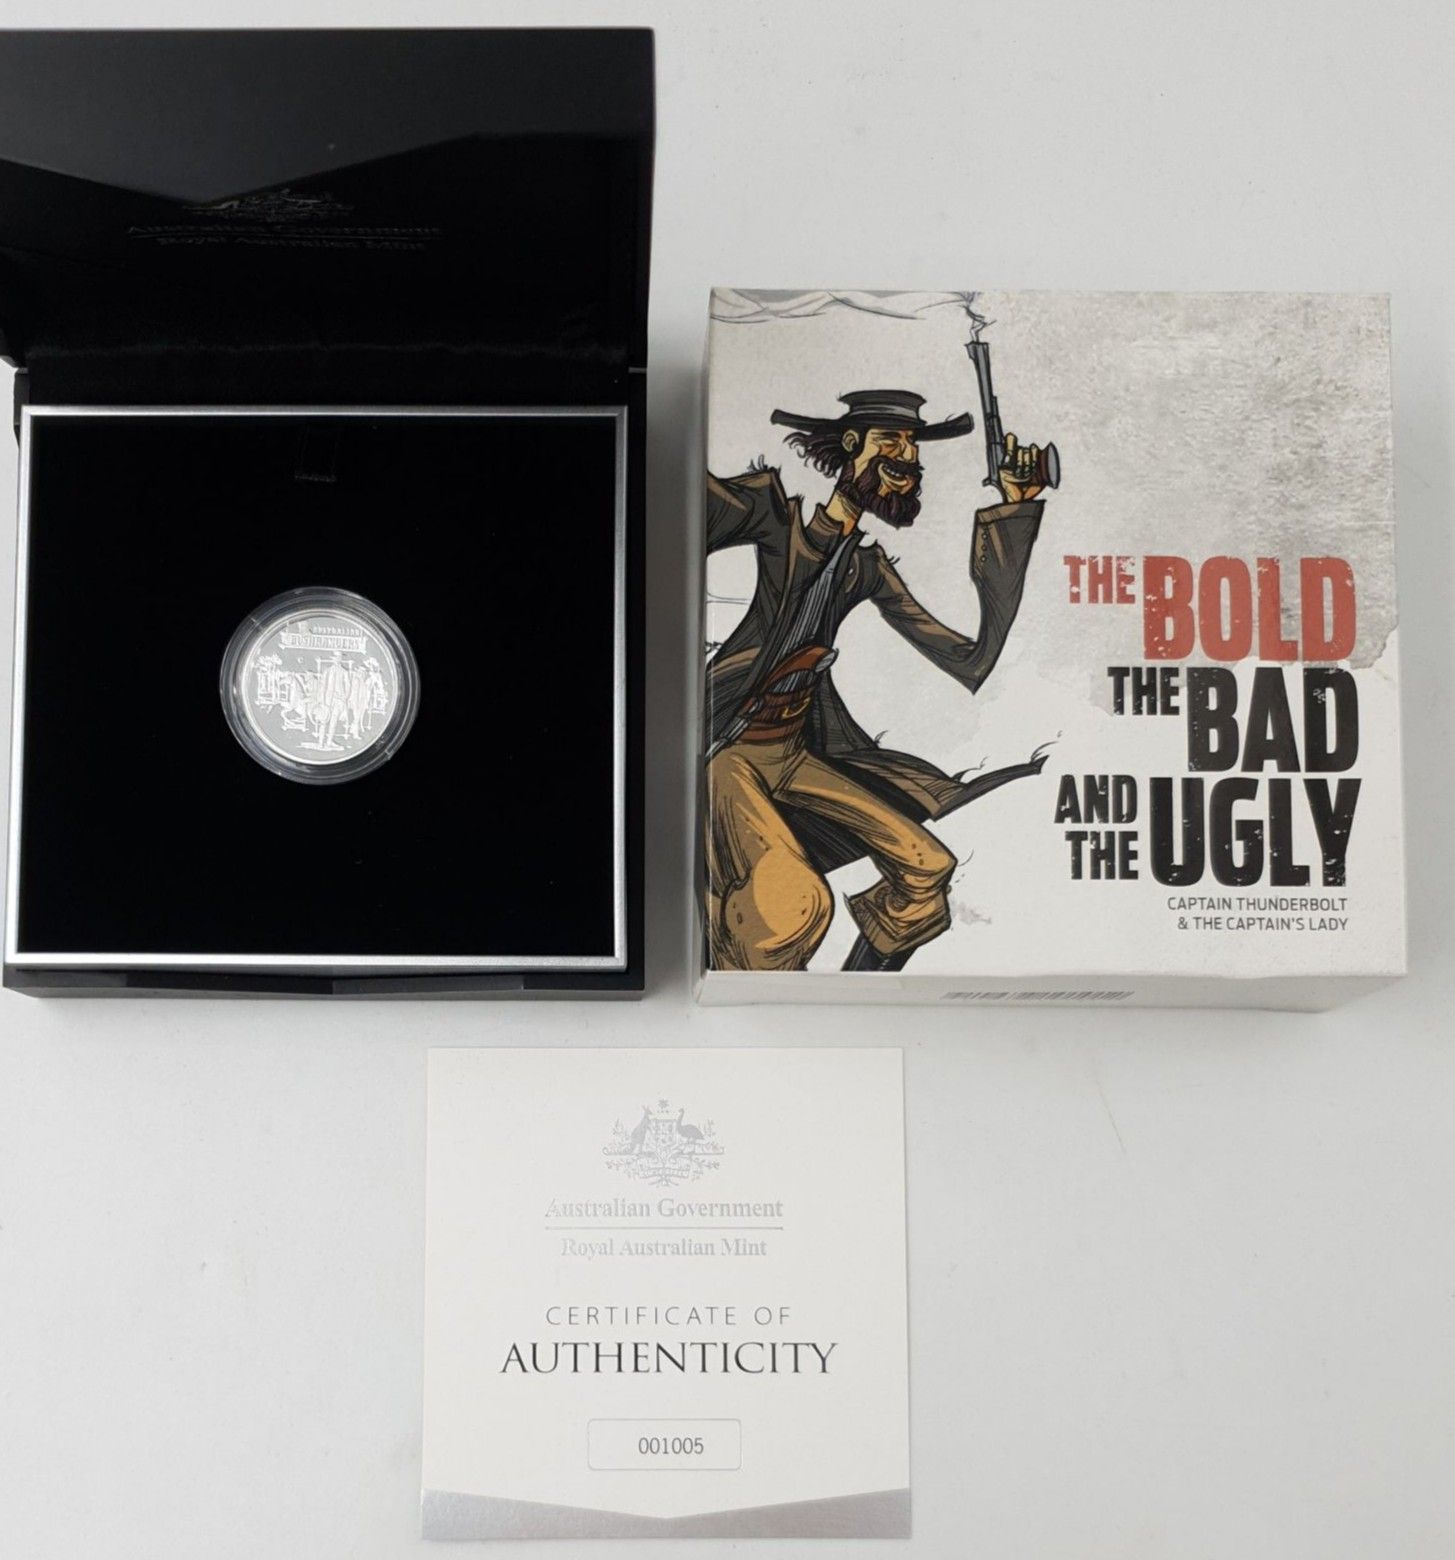 Australian Government
Royal Australian Mint
THE BOLD
THE BAD
AND THE UGLY
CAPTAIN THUNDERBOLT
& THE CAPTAIN'S LADY
Australian Government
Royal Australian Mint
CERTIFICATE OF
AUTHENTICITY
001005